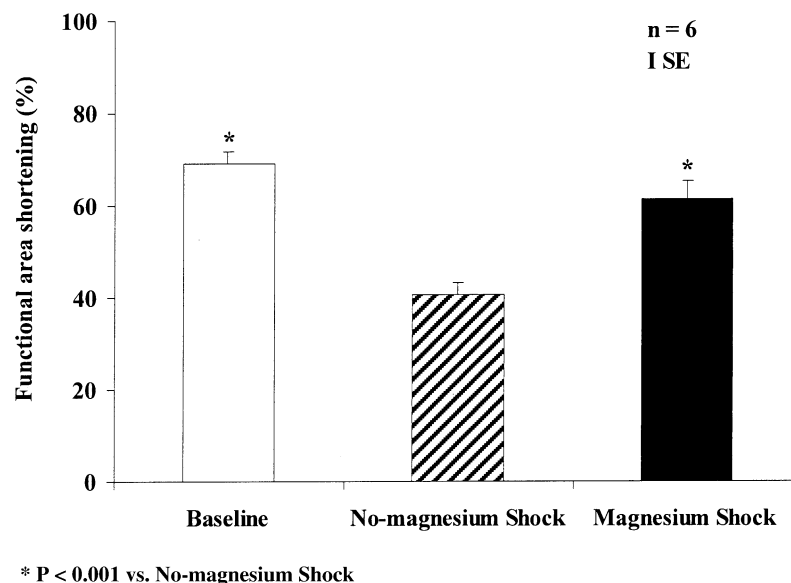 n = 6
I SE
Functional area shortening (%)
100
80
60
40
20
0
*
*
Baseline
No-magnesium Shock
Magnesium Shock
* P < 0.001 vs. No-magnesium Shock